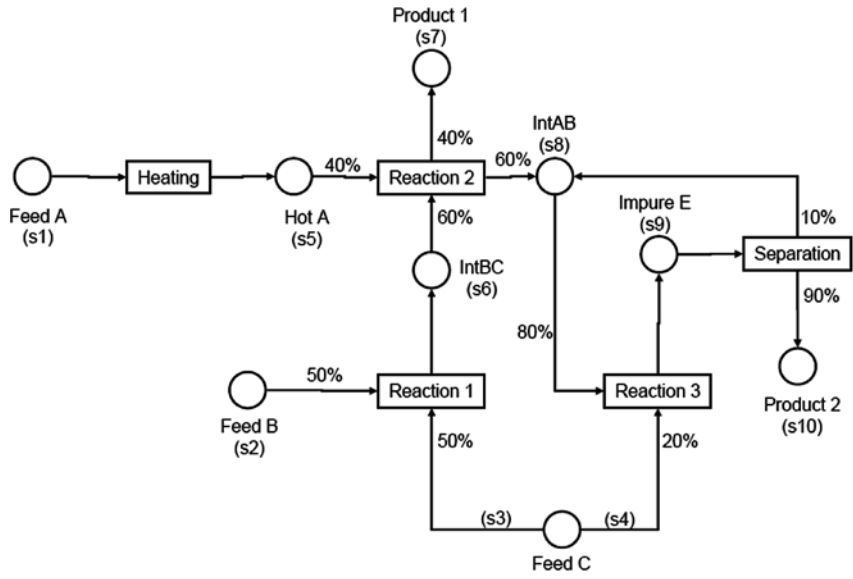 Product 1
(s7)
40%
IntAB
(s8)
40%
60%
Heating
Reaction 2
Impure E
(s9)
10%
Feed A
(s1)
Hot A
(s5)
60%
Separation
IntBC
(s6)
90%
80%
50%
Reaction 1
Reaction 3
Feed B
(s2)
Product 2
(s10)
50%
20%
(s3)
(s4)
Feed C